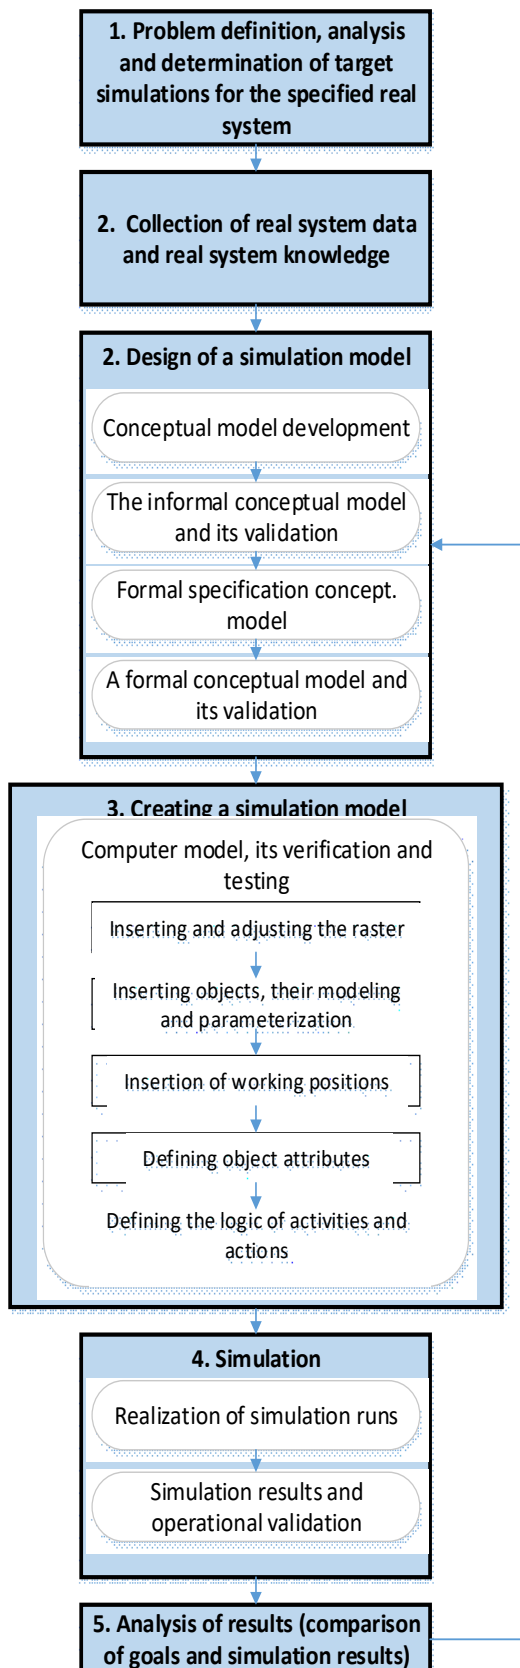 1. Problem definition, analysis
and determination of target
simulations for the specified real
system
2. Collection of real system data
and real system knowledge
2. Design of a simulation model
Conceptual model development
The informal conceptual model
and its validation
Formal specification concept.
model
A formal conceptual model and
its validation
3. Creating a simulation model
Computer model, its verification and
testing
Inserting and adjusting the raster
Inserting objects, their modeling
and parameterization
Insertion of working positions
Defining object attributes
Defining the logic of activities and
actions
4. Simulation
Realization of simulation runs
Simulation results and
operational validation
5. Analysis of results (comparison
of goals and simulation results)